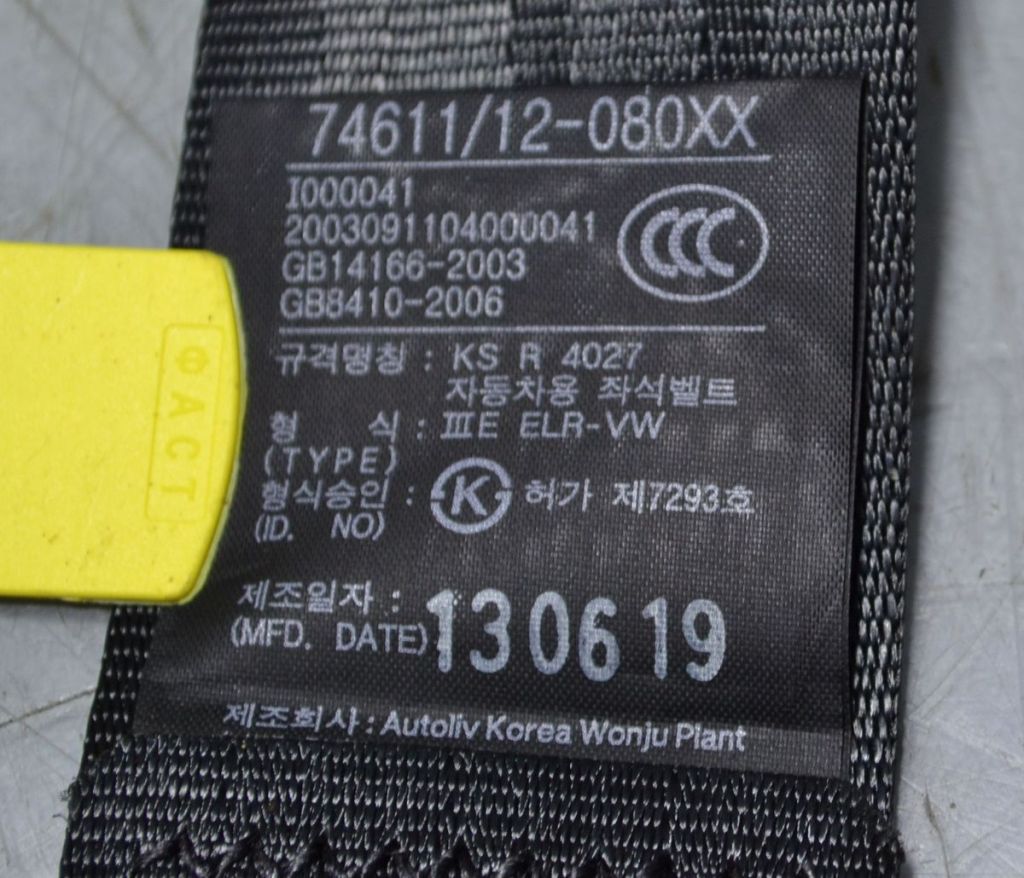 74611/12-080XX
I000041
2003091104000041
CCC
GB14166-2003
GB8410-2006
규격명칭 : KS R 4027
자동차용 좌석벨트
형 식 : ⅢE ELR-VW
(TYPE)
형식승인 : K 허가 제7293호
(ID. NO)
제조일자 :
(MFD. DATE) 130619
제조회사 : Autoliv Korea Wonju Plant
ФACT